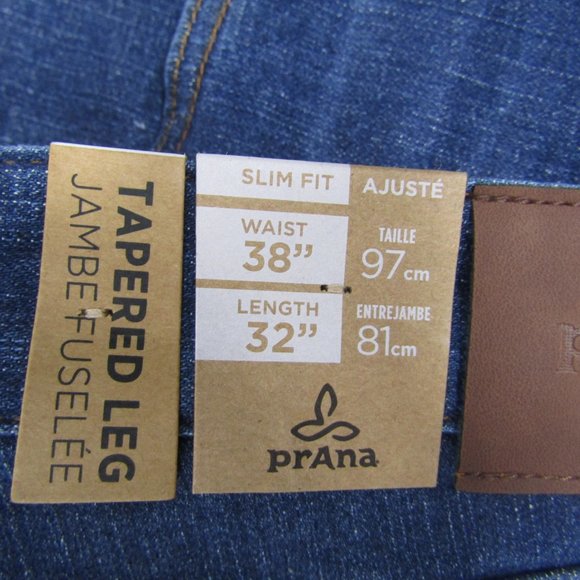 TAPERED LEG
JAMBE FUSELÉE
SLIM FIT AJUSTÉ
WAIST TAILLE
38” 97cm
LENGTH ENTREJAMBE
32” 81cm
prAna